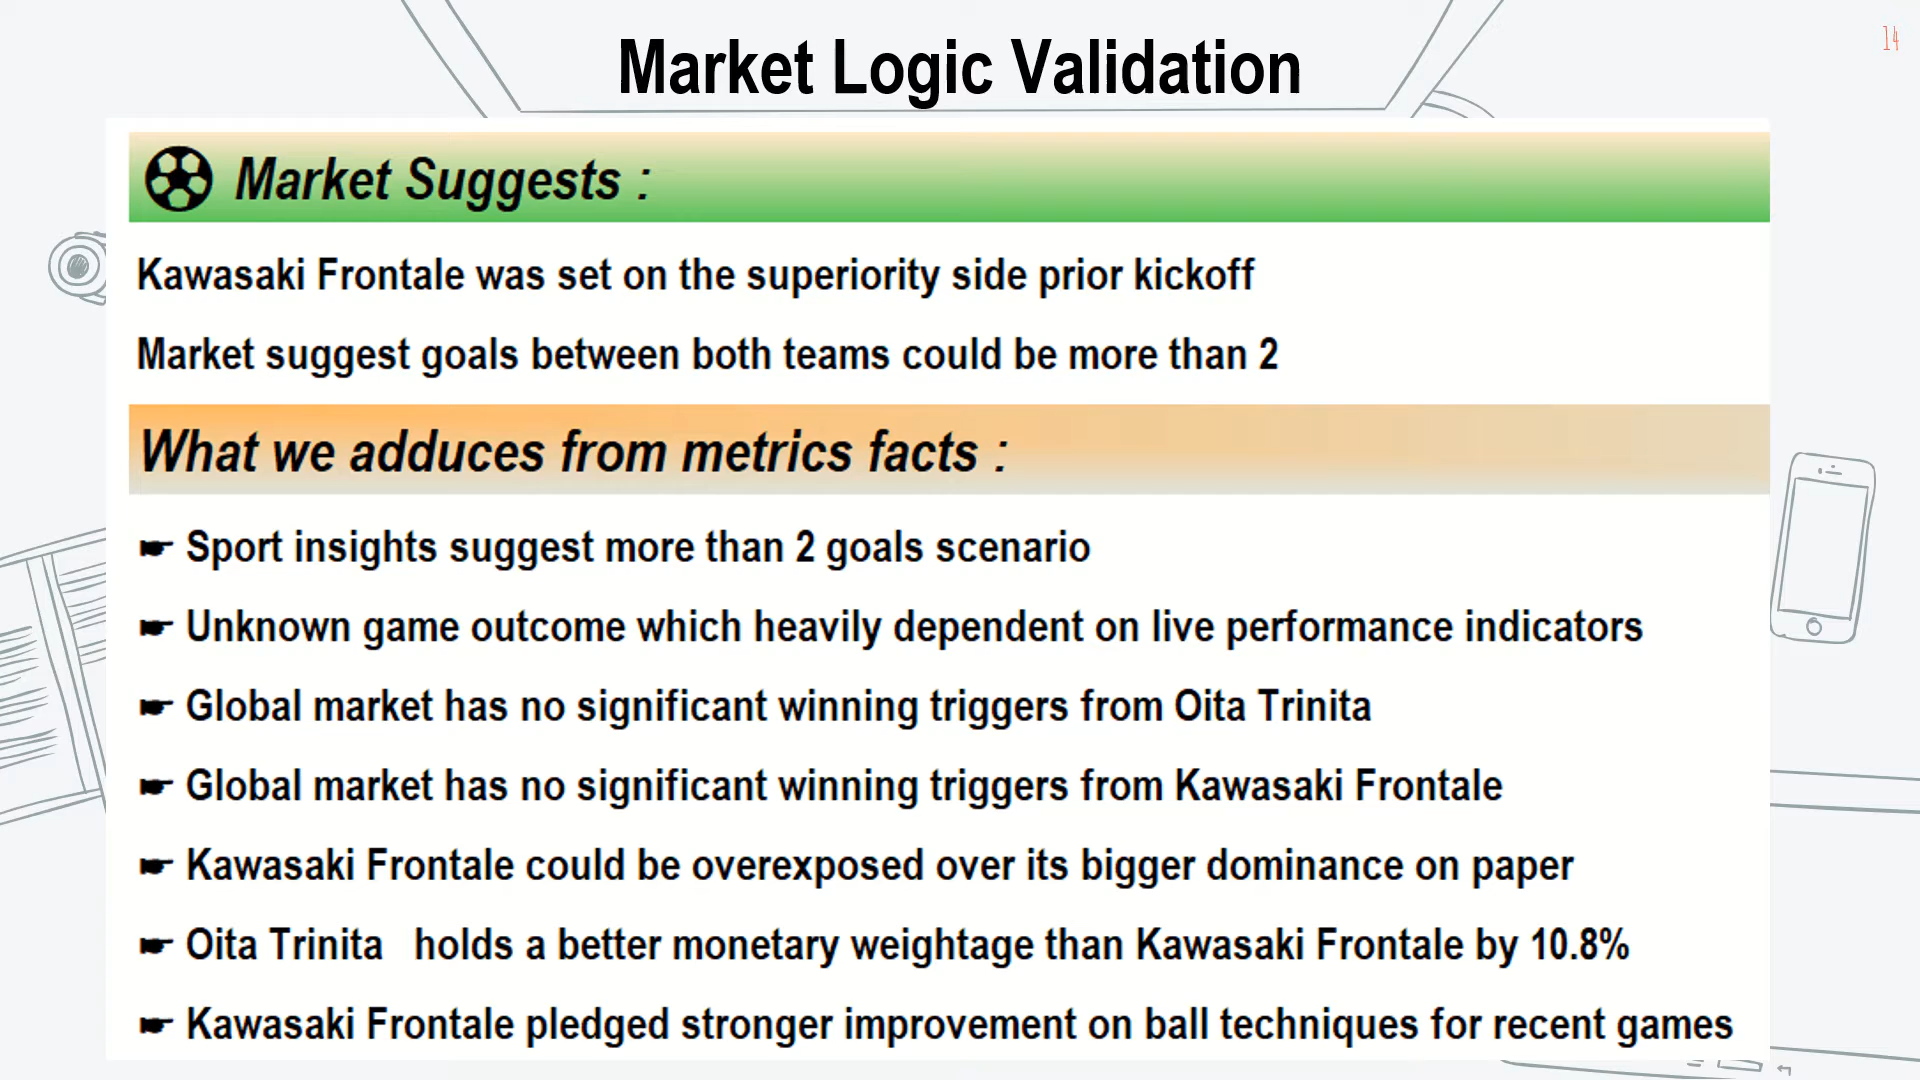 Market Logic Validation
14
Market Suggests :
Kawasaki Frontale was set on the superiority side prior kickoff
Market suggest goals between both teams could be more than 2
What we adduces from metrics facts :
☛ Sport insights suggest more than 2 goals scenario
☛ Unknown game outcome which heavily dependent on live performance indicators
☛ Global market has no significant winning triggers from Oita Trinita
☛ Global market has no significant winning triggers from Kawasaki Frontale
☛ Kawasaki Frontale could be overexposed over its bigger dominance on paper
☛ Oita Trinita holds a better monetary weightage than Kawasaki Frontale by 10.8%
☛ Kawasaki Frontale pledged stronger improvement on ball techniques for recent games